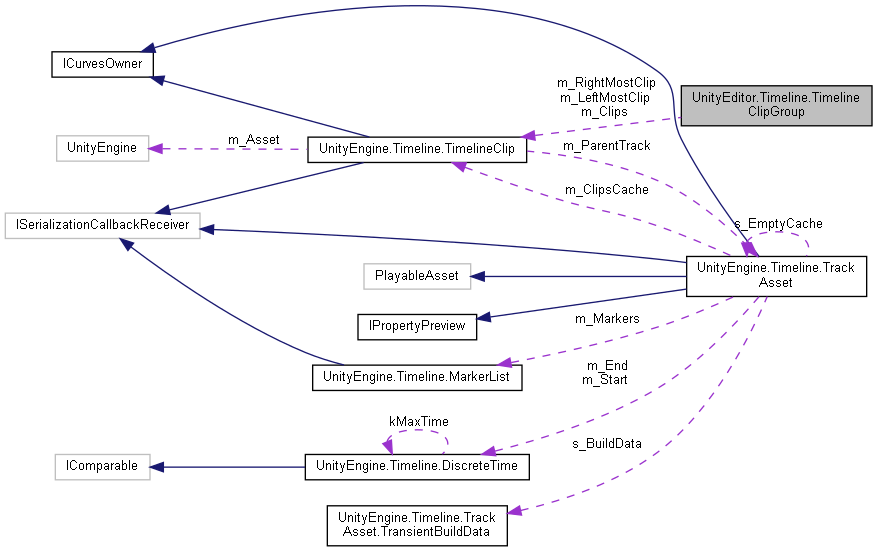 ICurvesOwner
m_RightMostClip
m_LeftMostClip
m_Clips
UnityEditor.Timeline.Timeline
ClipGroup
UnityEngine
m_Asset
UnityEngine.Timeline.TimelineClip
m_ParentTrack
m_ClipsCache
ISerializationCallbackReceiver
s_EmptyCache
PlayableAsset
UnityEngine.Timeline.Track
Asset
IPropertyPreview
m_Markers
UnityEngine.Timeline.MarkerList
m_End
m_Start
kMaxTime
s_BuildData
IComparable
UnityEngine.Timeline.DiscreteTime
UnityEngine.Timeline.Track
Asset.TransientBuildData